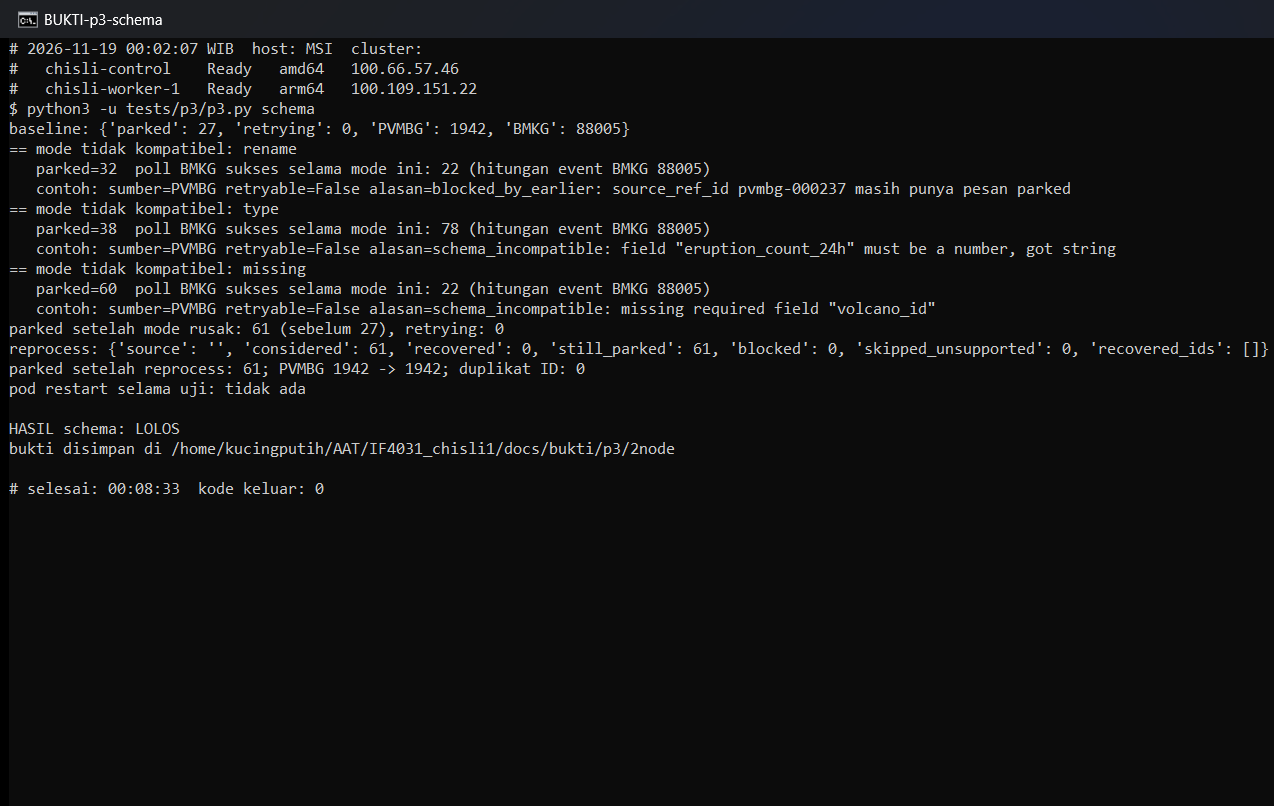 BUKTI-p3-schema
# 2026-11-19 00:02:07 WIB  host: MSI  cluster:
#   chisli-control    Ready   amd64   100.66.57.46
#   chisli-worker-1   Ready   arm64   100.109.151.22
$ python3 -u tests/p3/p3.py schema
baseline: {'parked': 27, 'retrying': 0, 'PVMBG': 1942, 'BMKG': 88005}
== mode tidak kompatibel: rename
   parked=32  poll BMKG sukses selama mode ini: 22 (hitungan event BMKG 88005)
   contoh: sumber=PVMBG retryable=False alasan=blocked_by_earlier: source_ref_id pvmbg-000237 masih punya pesan parked
== mode tidak kompatibel: type
   parked=38  poll BMKG sukses selama mode ini: 78 (hitungan event BMKG 88005)
   contoh: sumber=PVMBG retryable=False alasan=schema_incompatible: field "eruption_count_24h" must be a number, got string
== mode tidak kompatibel: missing
   parked=60  poll BMKG sukses selama mode ini: 22 (hitungan event BMKG 88005)
   contoh: sumber=PVMBG retryable=False alasan=schema_incompatible: missing required field "volcano_id"
parked setelah mode rusak: 61 (sebelum 27), retrying: 0
reprocess: {'source': '', 'considered': 61, 'recovered': 0, 'still_parked': 61, 'blocked': 0, 'skipped_unsupported': 0, 'recovered_ids': []}
parked setelah reprocess: 61; PVMBG 1942 -> 1942; duplikat ID: 0
pod restart selama uji: tidak ada
HASIL schema: LOLOS
bukti disimpan di /home/kucingputih/AAT/IF4031_chisli1/docs/bukti/p3/2node
# selesai: 00:08:33  kode keluar: 0